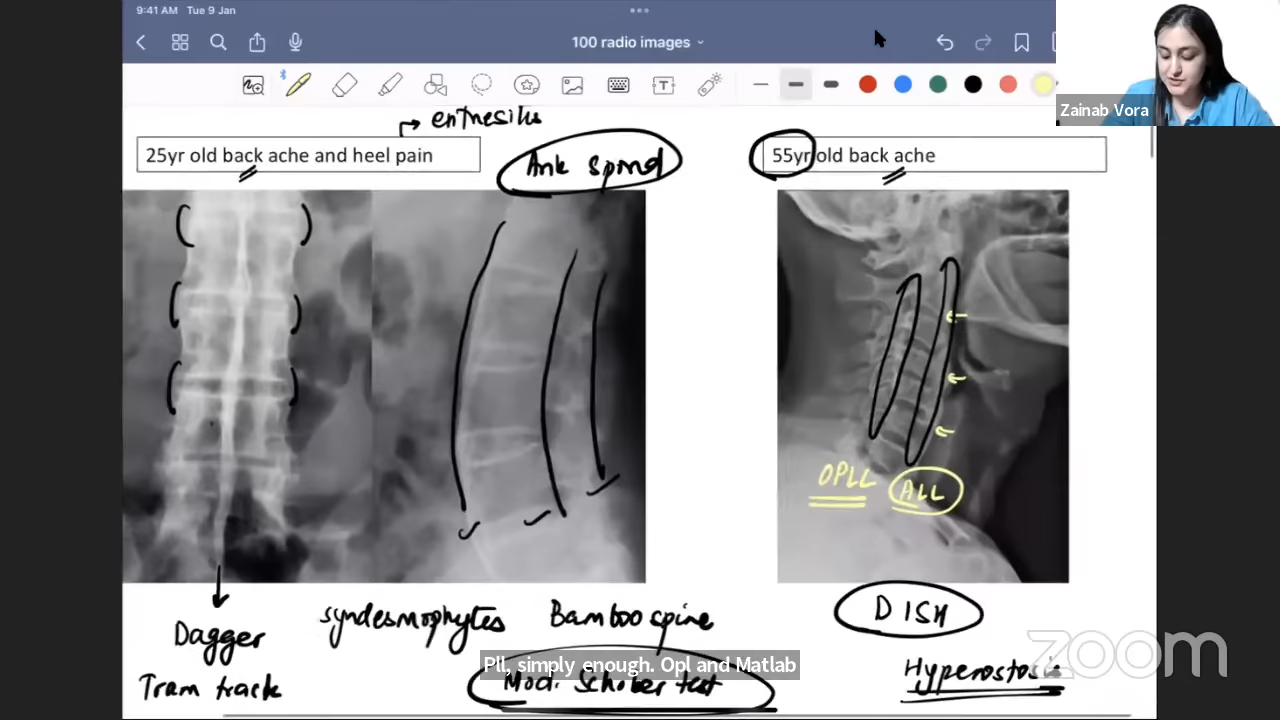 9:41 AM Tue 9 Jan
100 radio images
Zainab Vora
entnesitis
25yr old back ache and heel pain
Ank spond
55yr old back ache
OPLL
ALL
Dagger
Tram track
syndesmophytes
Bamboo spine
DISH
Hyperostosis
Pll, simply enough. Opl and Matlab
Modi. Schober test
zoom